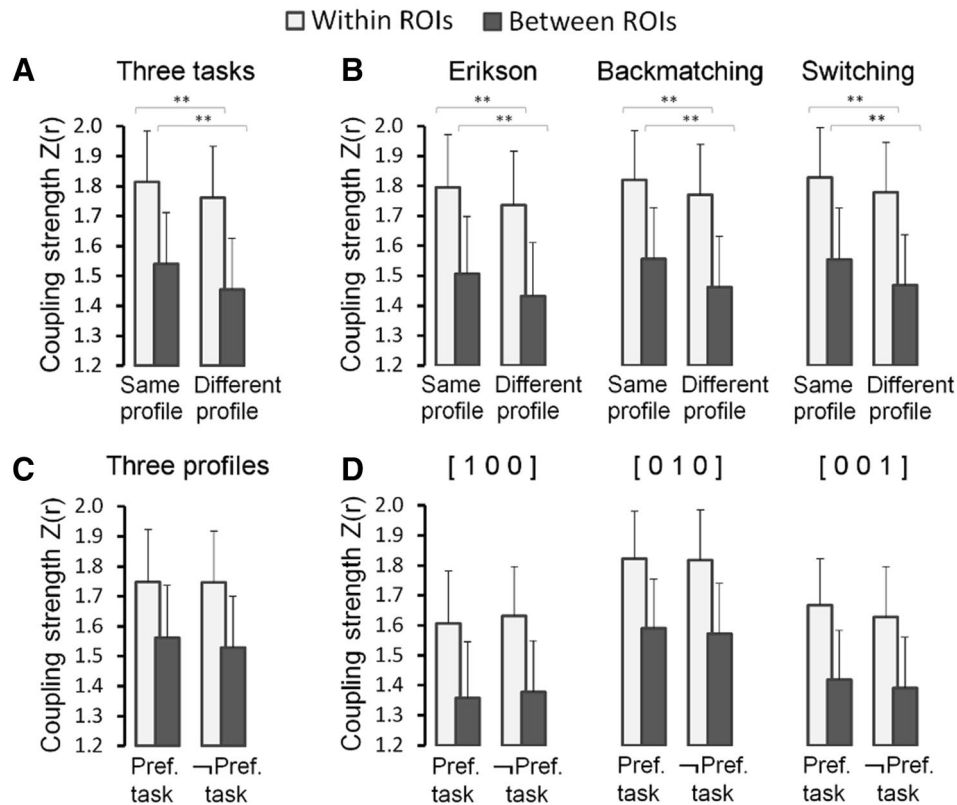 Within ROIs Between ROIs
A Three tasks
** **
Coupling strength Z(r)
2.0
1.9
1.8
1.7
1.6
1.5
1.4
1.3
1.2
Same profile
Different profile
B Erikson Backmatching Switching
** ** **
** ** **
Coupling strength Z(r)
2.0
1.9
1.8
1.7
1.6
1.5
1.4
1.3
1.2
Same Different Same Different Same Different
profile profile profile profile profile profile
C Three profiles
Coupling strength Z(r)
2.0
1.9
1.8
1.7
1.6
1.5
1.4
1.3
1.2
Pref. ¬Pref.
task task
D [ 1 0 0 ] [ 0 1 0 ] [ 0 0 1 ]
Coupling strength Z(r)
2.0
1.9
1.8
1.7
1.6
1.5
1.4
1.3
1.2
Pref. ¬Pref. Pref. ¬Pref. Pref. ¬Pref.
task task task task task task